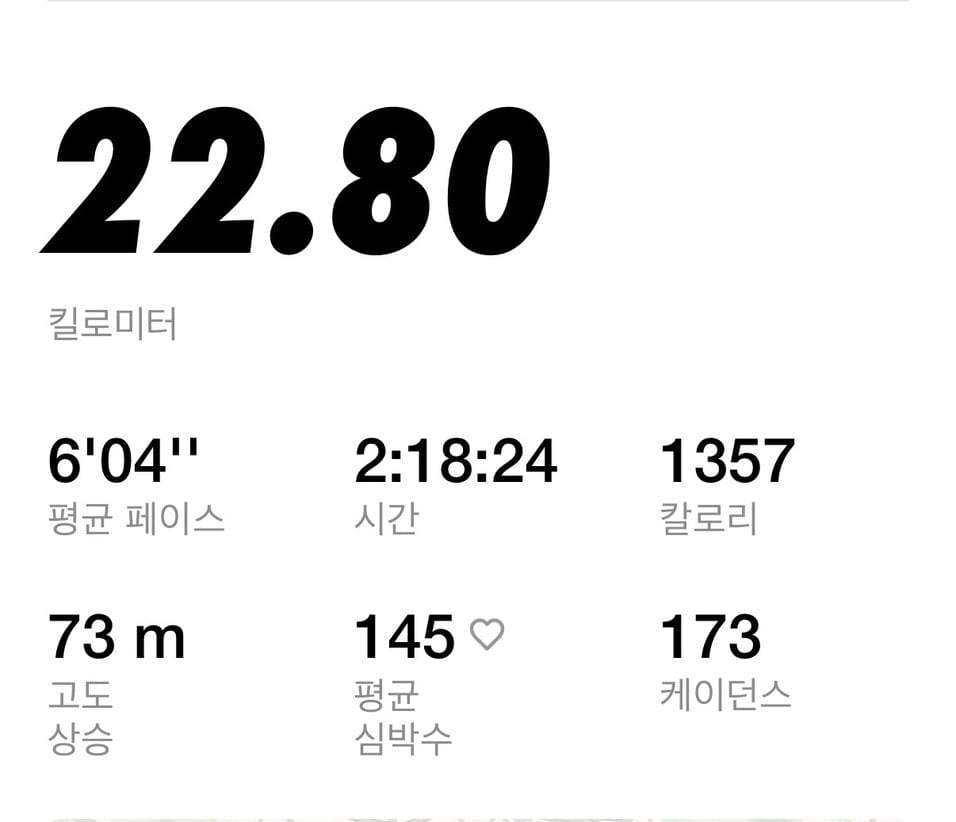 22.80
킬로미터
6'04''
2:18:24
1357
평균 페이스
시간
칼로리
73 m
145
173
고도
상승
평균
심박수
케이던스